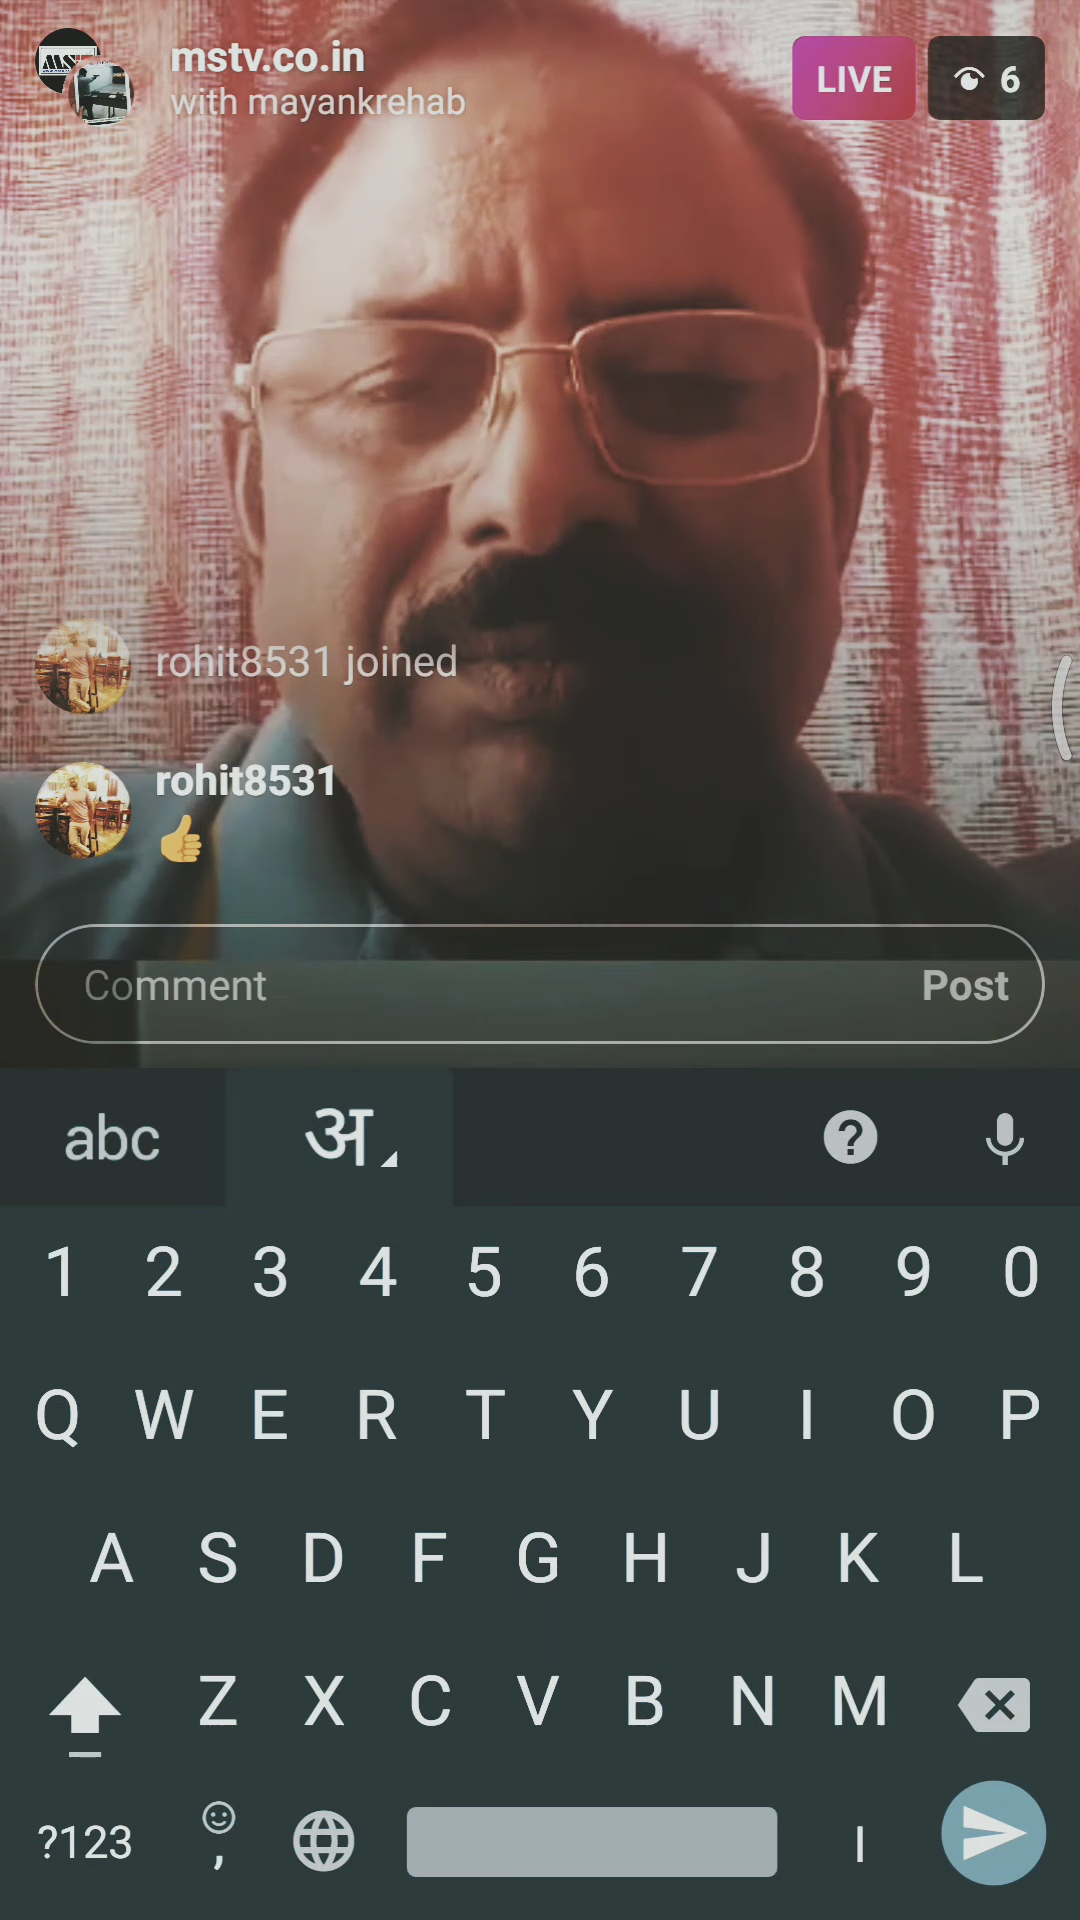 mstv.co.in
with mayankrehab
LIVE
6
rohit8531 joined
rohit8531
👍
Comment
Post
abc
अ
?
1 2 3 4 5 6 7 8 9 0
Q W E R T Y U I O P
A S D F G H J K L
Z X C V B N M
?123
,
|